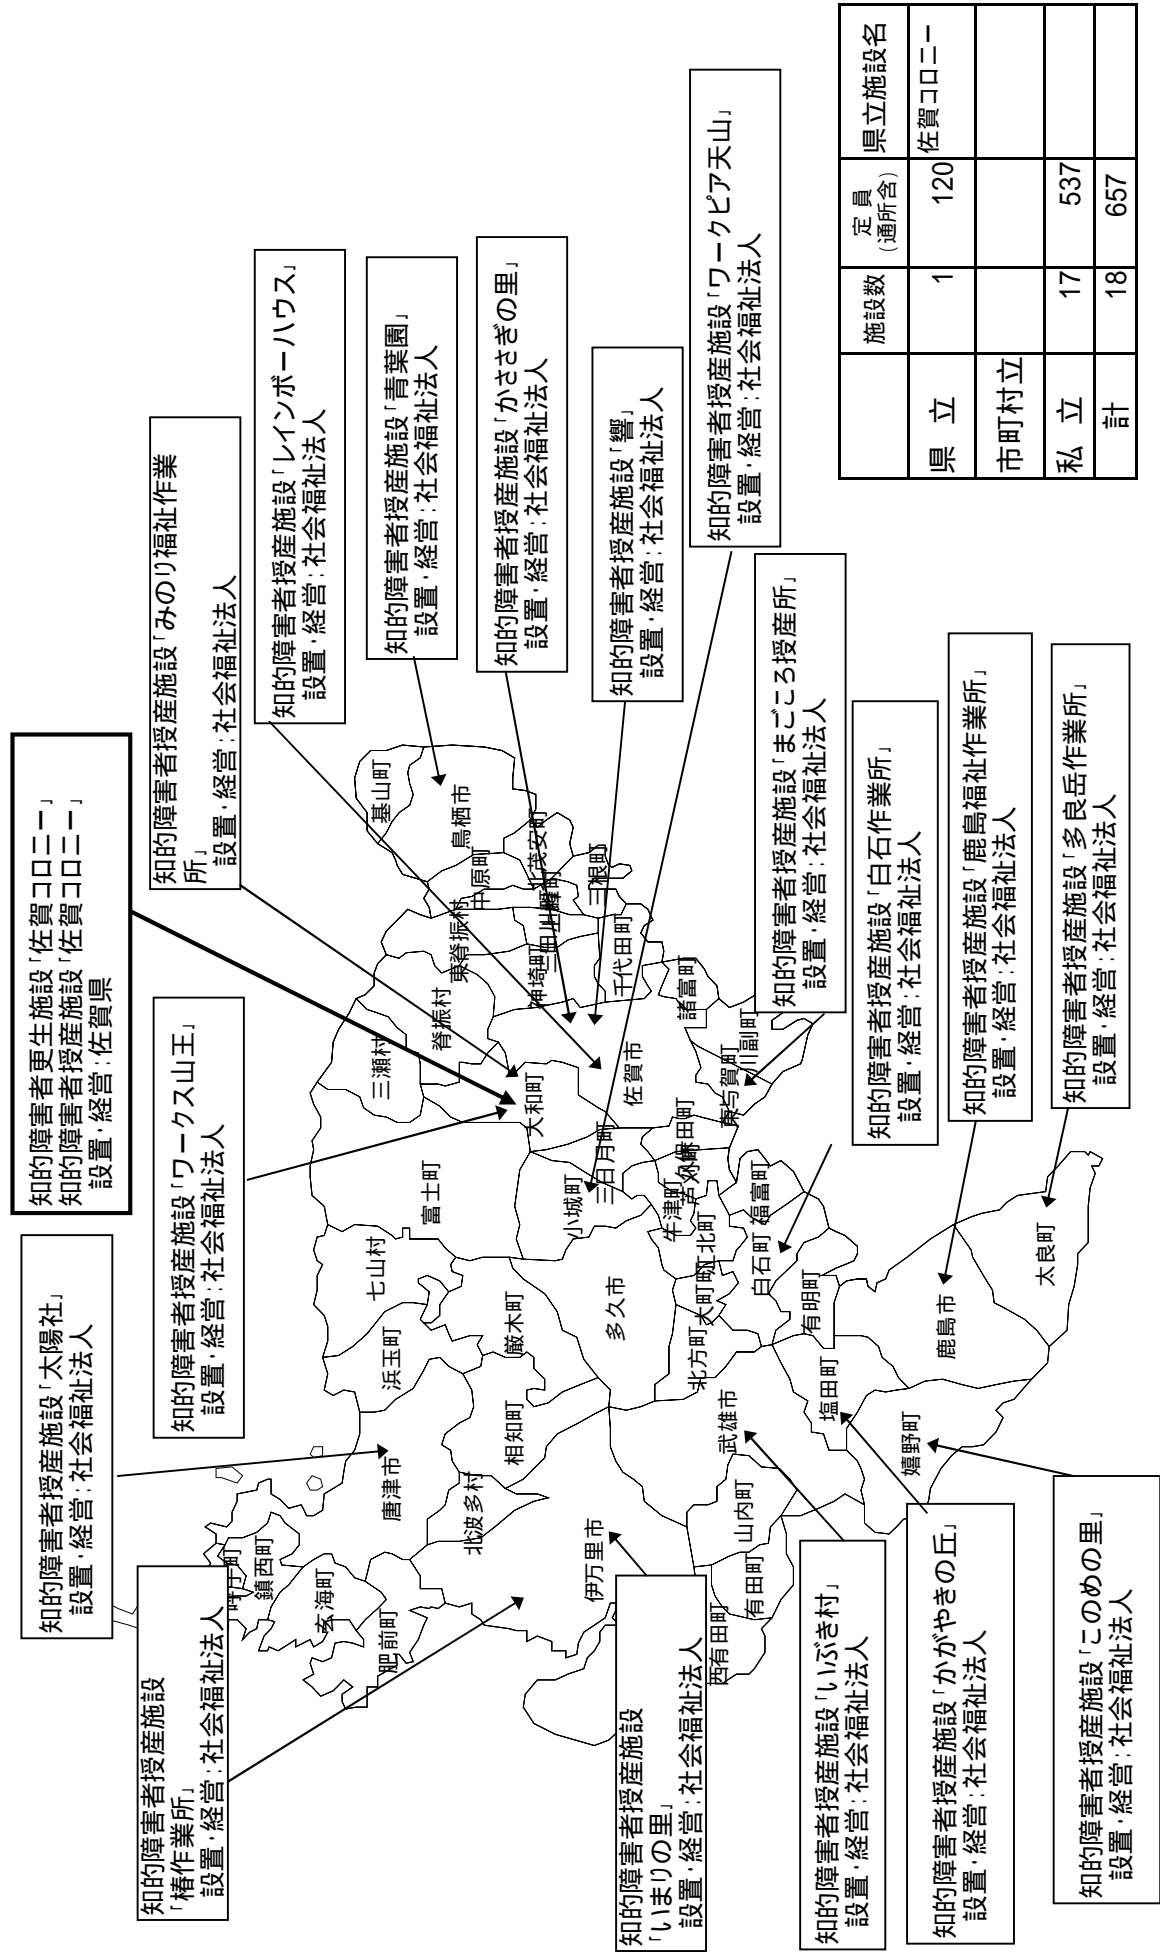 知的障害者更生施設「佐賀コロニー」
知的障害者授産施設「佐賀コロニー」
設置・経営：佐賀県
知的障害者授産施設「太陽社」
設置・経営：社会福祉法人
知的障害者授産施設「ワークス山王」
設置・経営：社会福祉法人
知的障害者授産施設
「椿作業所」
設置・経営：社会福祉法人
知的障害者授産施設「みのり福祉作業
所」
設置・経営：社会福祉法人
知的障害者授産施設「レインボーハウス」
設置・経営：社会福祉法人
知的障害者授産施設「青葉園」
設置・経営：社会福祉法人
知的障害者授産施設「かささぎの里」
設置・経営：社会福祉法人
知的障害者授産施設「響」
設置・経営：社会福祉法人
知的障害者授産施設「ワークピア天山」
設置・経営：社会福祉法人
知的障害者授産施設「まごころ授産所」
設置・経営：社会福祉法人
知的障害者授産施設「白石作業所」
設置・経営：社会福祉法人
知的障害者授産施設「鹿島福祉作業所」
設置・経営：社会福祉法人
知的障害者授産施設「多良岳作業所」
設置・経営：社会福祉法人
知的障害者授産施設
「いまりの里」
設置・経営：社会福祉法人
知的障害者授産施設「いぶき村」
設置・経営：社会福祉法人
知的障害者授産施設「かがやきの丘」
設置・経営：社会福祉法人
知的障害者授産施設「このめの里」
設置・経営：社会福祉法人
基山町
鳥栖市
中原町
北茂安町
三根町
上峰町
三田川町
東脊振村
神埼町
千代田町
脊振村
三瀬村
諸富町
川副町
東与賀町
佐賀市
大和町
富士町
小城町
三日月町
久保田町
芦刈町
牛津町
江北町
福富町
白石町
大町町
有明町
北方町
多久市
厳木町
七山村
浜玉町
相知町
唐津市
北波多村
鎮西町
呼子町
玄海町
肥前町
伊万里市
西有田町
有田町
山内町
武雄市
塩田町
嬉野町
鹿島市
太良町
施設数 定員 県立施設名
(通所含)
県 立 1 120 佐賀コロニー
市町村立
私 立 17 537
計 18 657